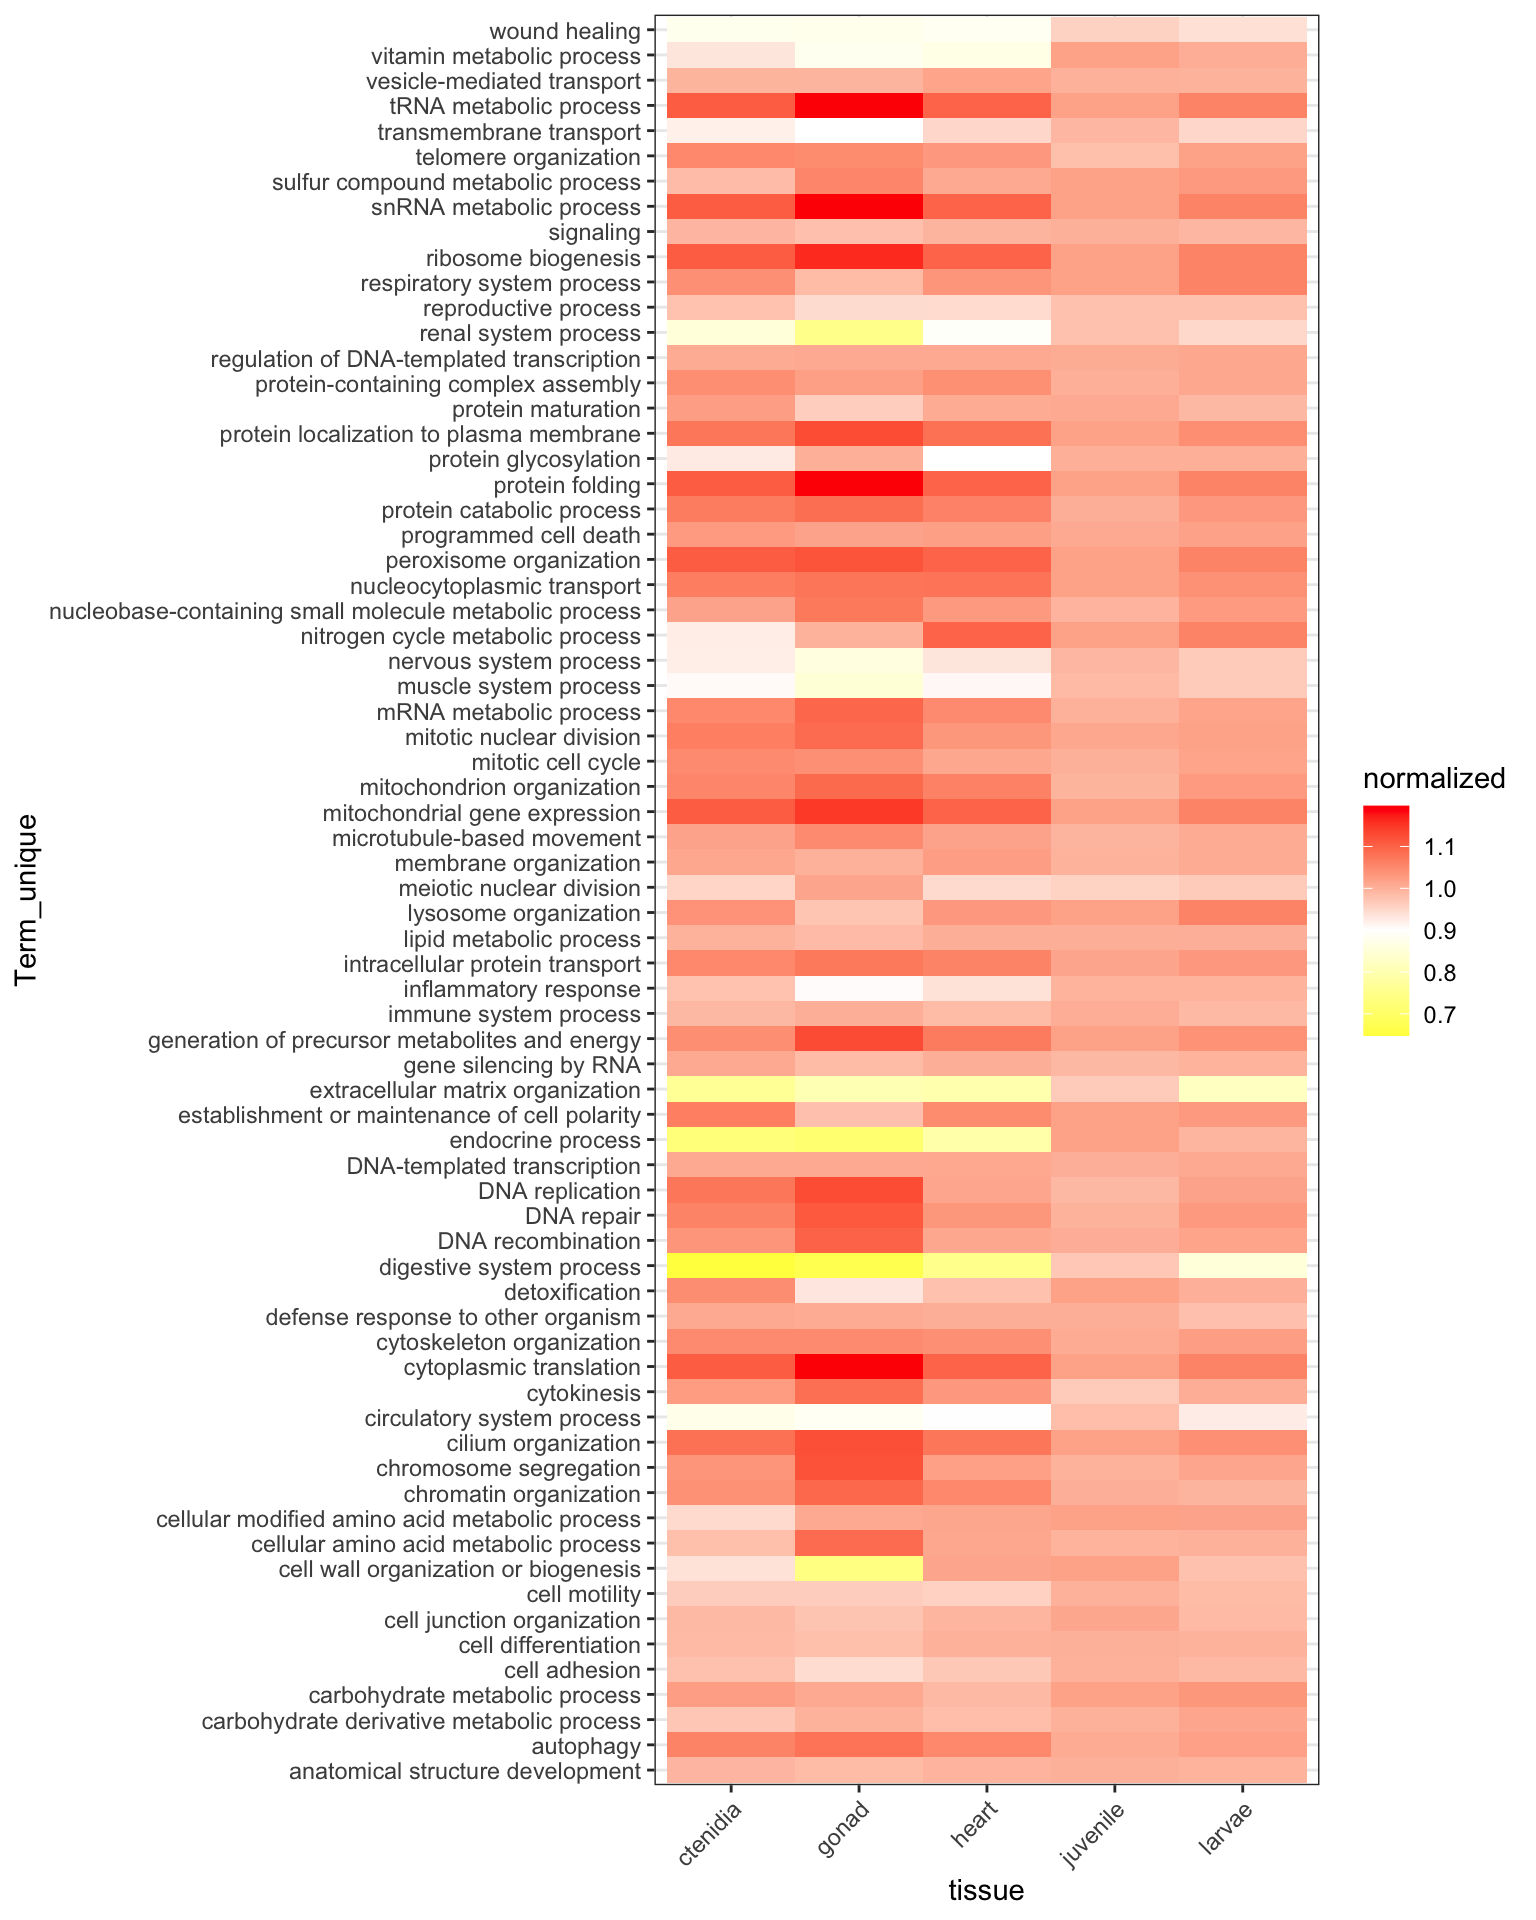 wound healing
vitamin metabolic process
vesicle-mediated transport
tRNA metabolic process
transmembrane transport
telomere organization
sulfur compound metabolic process
snRNA metabolic process
signaling
ribosome biogenesis
respiratory system process
reproductive process
renal system process
regulation of DNA-templated transcription
protein-containing complex assembly
protein maturation
protein localization to plasma membrane
protein glycosylation
protein folding
protein catabolic process
programmed cell death
peroxisome organization
nucleocytoplasmic transport
nucleobase-containing small molecule metabolic process
nitrogen cycle metabolic process
nervous system process
muscle system process
mRNA metabolic process
mitotic nuclear division
mitotic cell cycle
mitochondrion organization
mitochondrial gene expression
microtubule-based movement
membrane organization
meiotic nuclear division
lysosome organization
lipid metabolic process
intracellular protein transport
inflammatory response
immune system process
generation of precursor metabolites and energy
gene silencing by RNA
extracellular matrix organization
establishment or maintenance of cell polarity
endocrine process
DNA-templated transcription
DNA replication
DNA repair
DNA recombination
digestive system process
detoxification
defense response to other organism
cytoskeleton organization
cytoplasmic translation
cytokinesis
circulatory system process
cilium organization
chromosome segregation
chromatin organization
cellular modified amino acid metabolic process
cellular amino acid metabolic process
cell wall organization or biogenesis
cell motility
cell junction organization
cell differentiation
cell adhesion
carbohydrate metabolic process
carbohydrate derivative metabolic process
autophagy
anatomical structure development
Term_unique
ctenidia
gonad
heart
juvenile
larvae
tissue
normalized
1.1
1.0
0.9
0.8
0.7